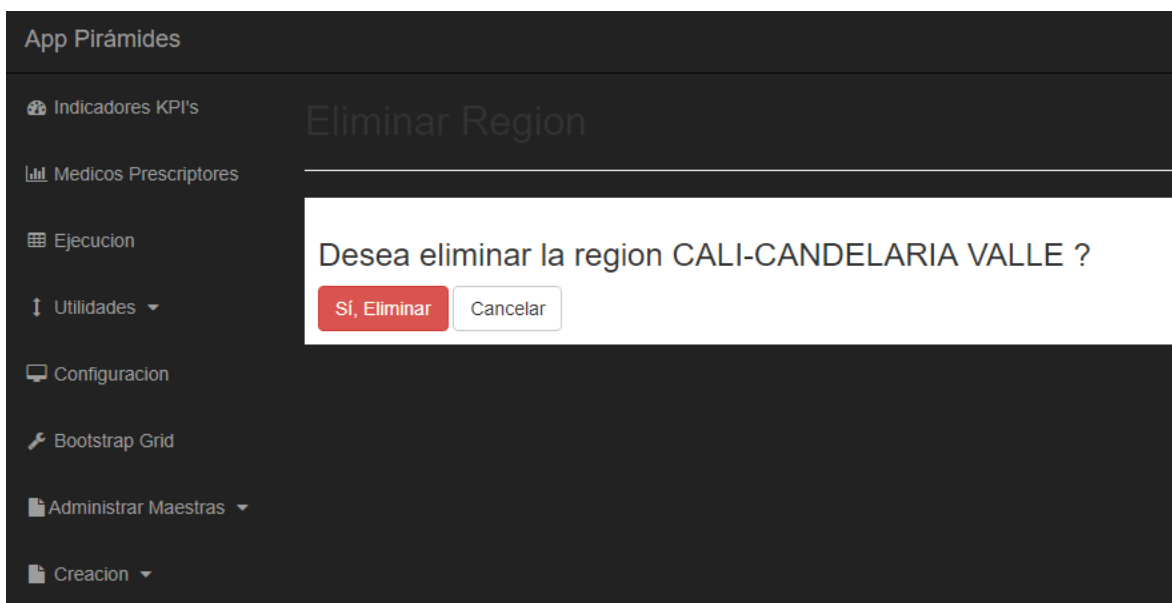 App Pirámides
Indicadores KPI's
Medicos Prescriptores
Ejecucion
Utilidades
Configuracion
Bootstrap Grid
Administrar Maestras
Creacion
Eliminar Region
Desea eliminar la region CALI-CANDELARIA VALLE ?
Sí, Eliminar
Cancelar